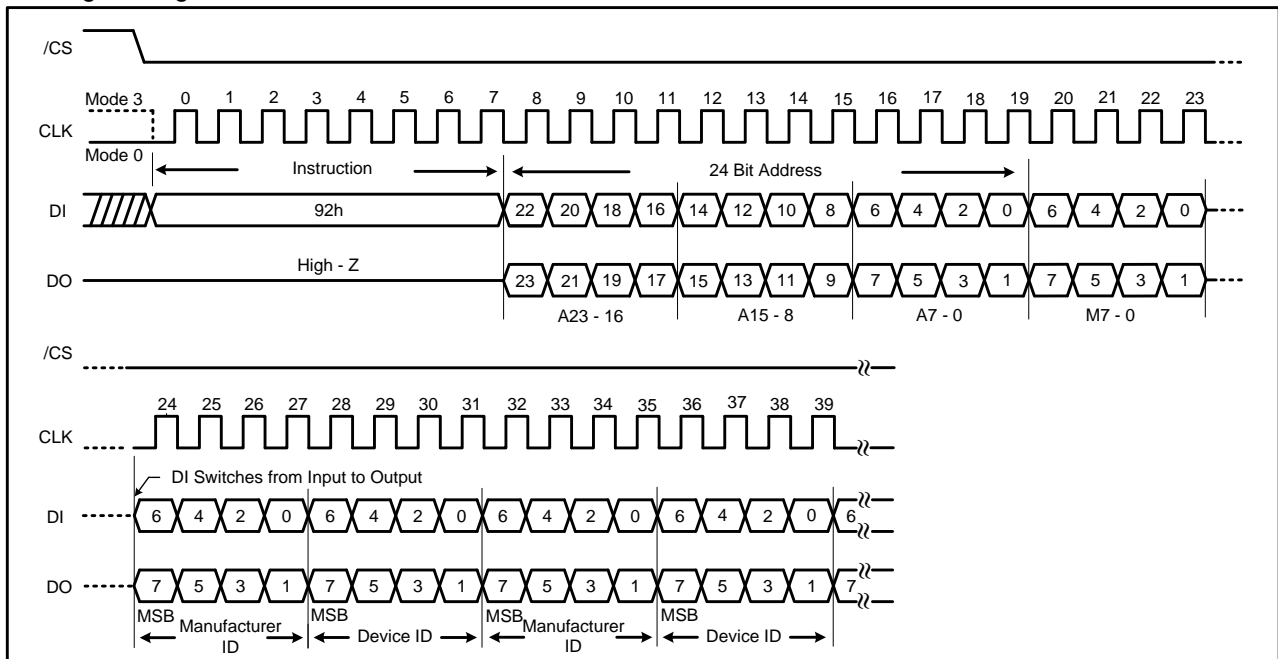 /CS
Mode 3 0 1 2 3 4 5 6 7 8 9 10 11 12 13 14 15 16 17 18 19 20 21 22 23
CLK
Mode 0
Instruction 24 Bit Address
DI 92h 22 20 18 16 14 12 10 8 6 4 2 0 6 4 2 0
High - Z
DO 23 21 19 17 15 13 11 9 7 5 3 1 7 5 3 1
A23 - 16 A15 - 8 A7 - 0 M7 - 0
/CS
24 25 26 27 28 29 30 31 32 33 34 35 36 37 38 39
CLK
DI Switches from Input to Output
DI 6 4 2 0 6 4 2 0 6 4 2 0 6 4 2 0 6
DO 7 5 3 1 7 5 3 1 7 5 3 1 7 5 3 1 7
MSB MSB MSB MSB
Manufacturer ID Device ID Manufacturer ID Device ID